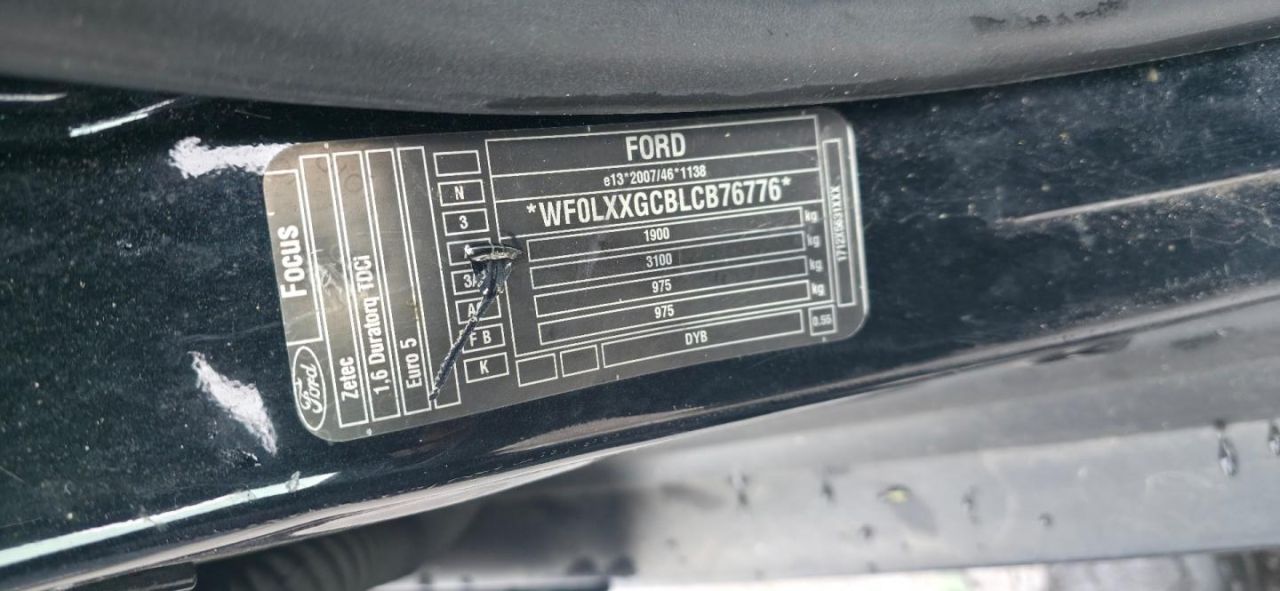 FORD
e13*2007/46*1138
*WF0LXXGCBLCB76776*
1900 kg
3100 kg
975 kg
975 kg
DYB
0.55
Focus
Ford
Zetec
1,6 Duratorq TDCi
Euro 5
N
3
F B
K